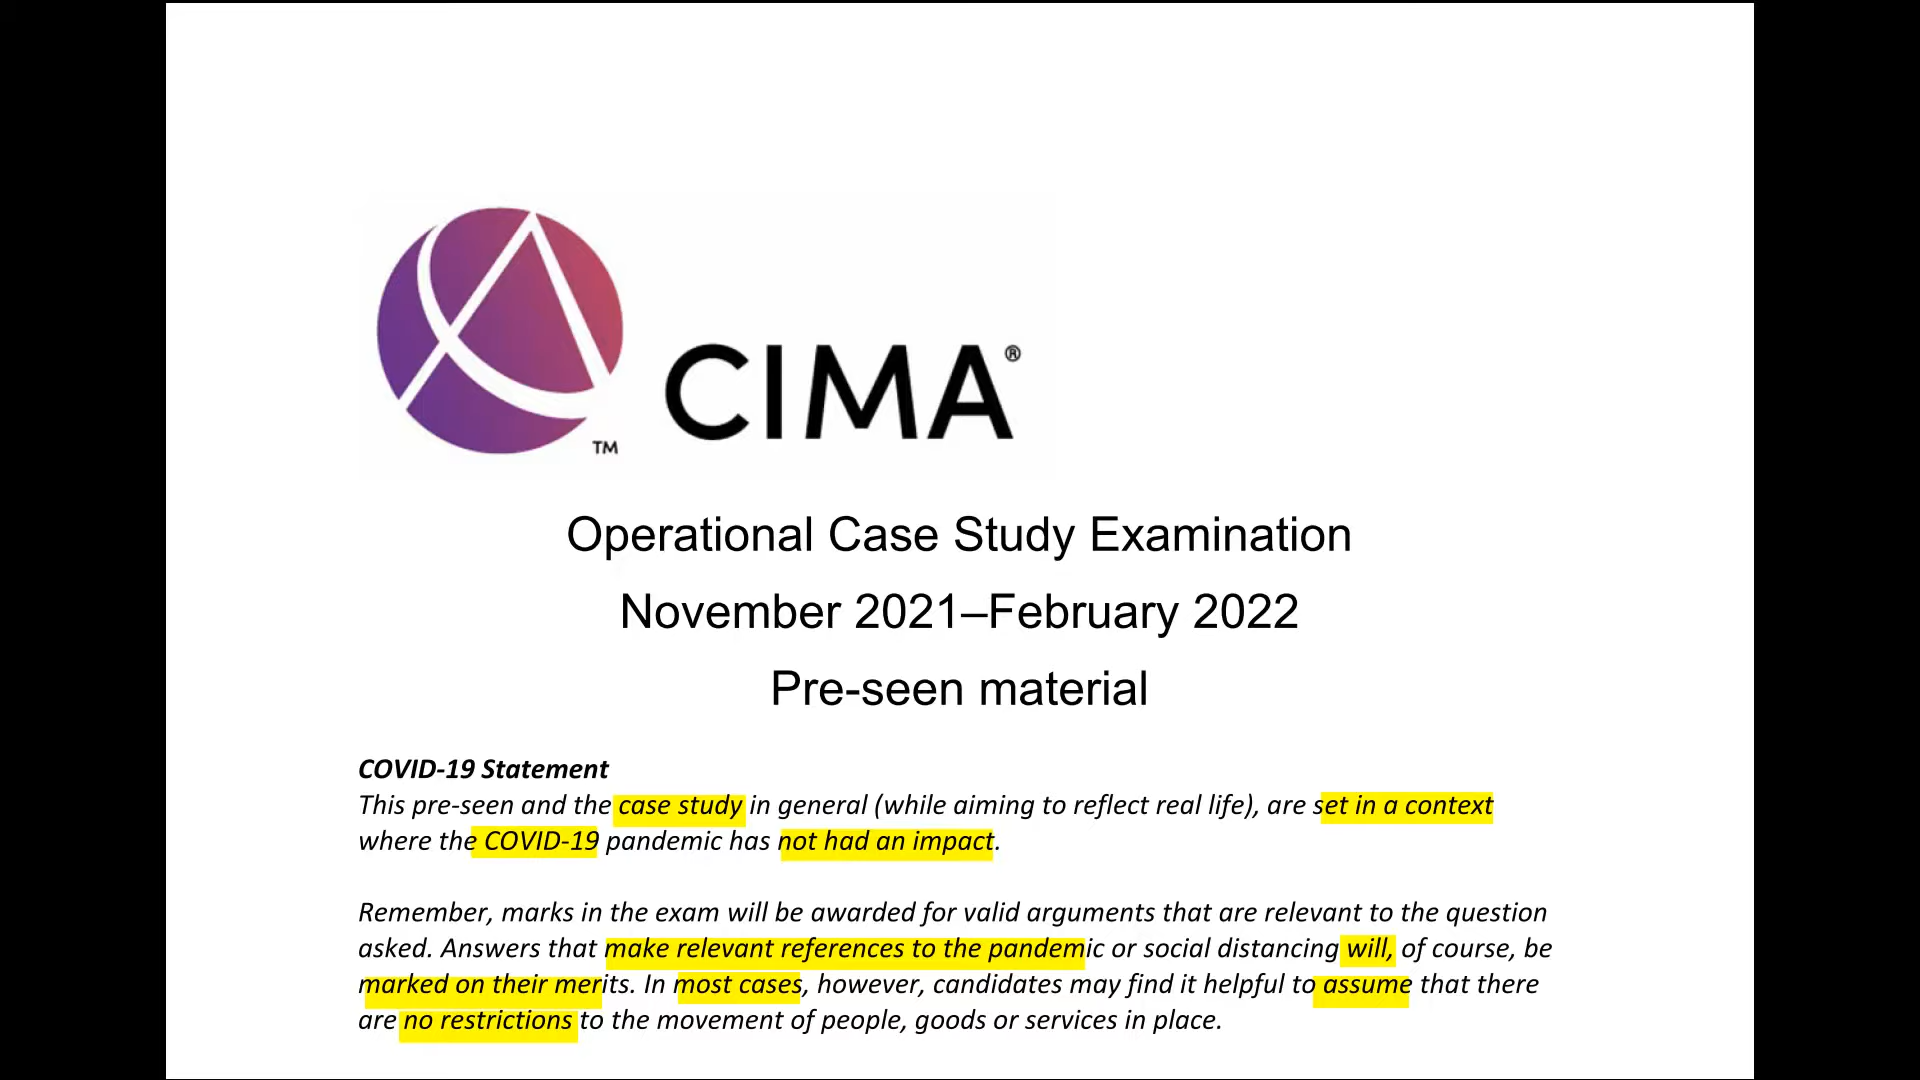 TM
CIMA®
Operational Case Study Examination
November 2021–February 2022
Pre-seen material
COVID-19 Statement
This pre-seen and the case study in general (while aiming to reflect real life), are set in a context
where the COVID-19 pandemic has not had an impact.
Remember, marks in the exam will be awarded for valid arguments that are relevant to the question
asked. Answers that make relevant references to the pandemic or social distancing will, of course, be
marked on their merits. In most cases, however, candidates may find it helpful to assume that there
are no restrictions to the movement of people, goods or services in place.